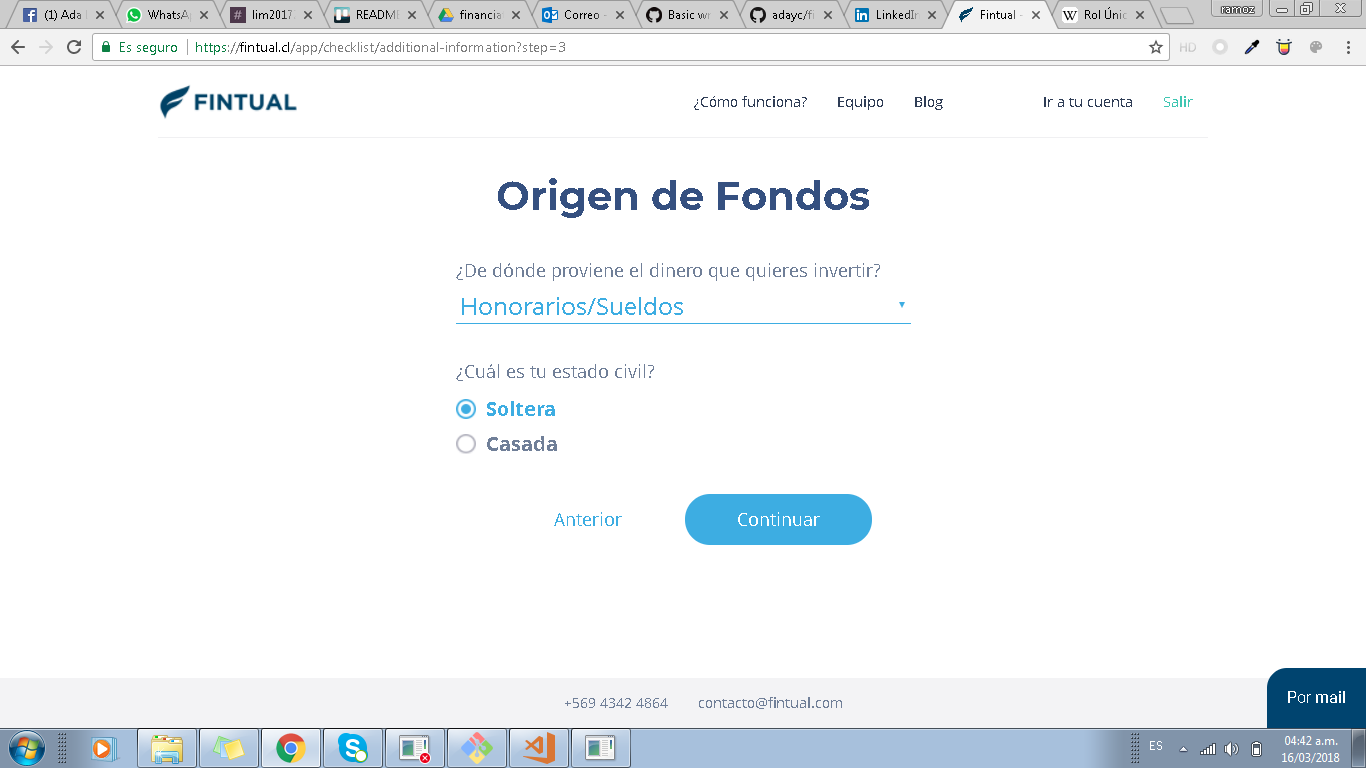 (1) Ada
WhatsA
lim2017
README
financia
Correo -
Basic w
adayc/fi
LinkedIn
Fintual -
Rol Únic
ramoz
Es seguro
https://fintual.cl/app/checklist/additional-information?step=3
HD
FINTUAL
¿Cómo funciona?
Equipo
Blog
Ir a tu cuenta
Salir
Origen de Fondos
¿De dónde proviene el dinero que quieres invertir?
Honorarios/Sueldos
¿Cuál es tu estado civil?
Soltera
Casada
Anterior
Continuar
+569 4342 4864
contacto@fintual.com
Por mail
ES
04:42 a.m.
16/03/2018